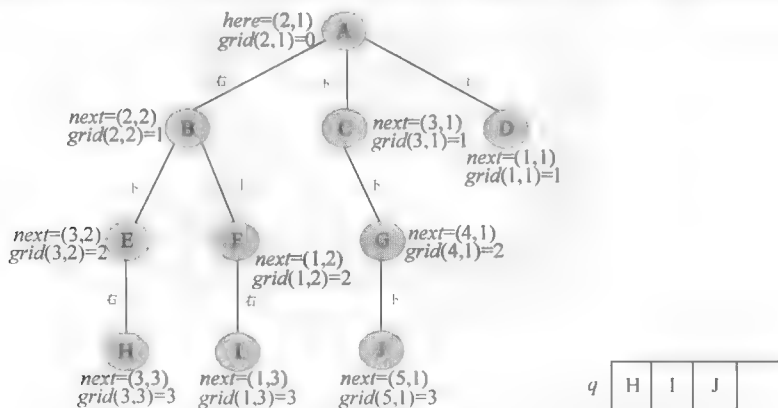 here=(2,1)
grid(2,1)=0
A
next=(2,2)
grid(2,2)=1
B
C
next=(3,1)
grid(3,1)=1
D
next=(1,1)
grid(1,1)=1
next=(3,2)
grid(3,2)=2
E
F
next=(1,2)
grid(1,2)=2
G
next=(4,1)
grid(4,1)=2
H
next=(3,3)
grid(3,3)=3
I
next=(1,3)
grid(1,3)=3
J
next=(5,1)
grid(5,1)=3
q H I J